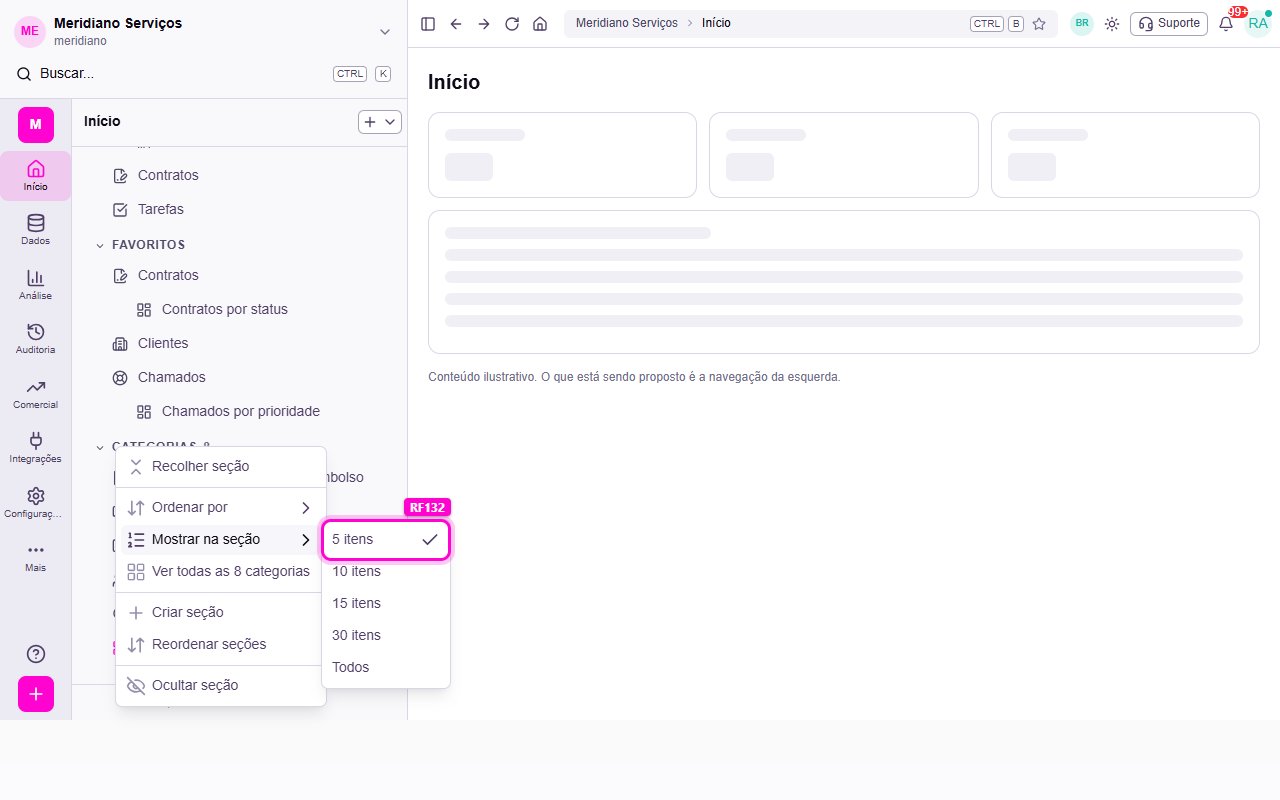 ME
Meridiano Serviços
meridiano
Buscar...
CTRL
K
Meridiano Serviços
Início
CTRL
B
BR
Suporte
99+
RA
M
Início
Dados
Análise
Auditoria
Comercial
Integrações
Configuraç...
Mais
Início
Contratos
Tarefas
FAVORITOS
Contratos
Contratos por status
Clientes
Chamados
Chamados por prioridade
CATEGORIAS 8
Recolher seção
Ordenar por
Mostrar na seção
Ver todas as 8 categorias
Criar seção
Reordenar seções
Ocultar seção
RF132
5 itens
10 itens
15 itens
30 itens
Todos
Início
Conteúdo ilustrativo. O que está sendo proposto é a navegação da esquerda.